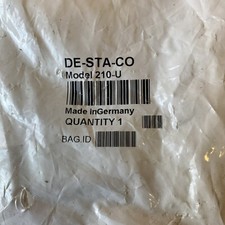 DE-STA-CO
Model 210-U
Made inGermany
QUANTITY 1
BAG.ID